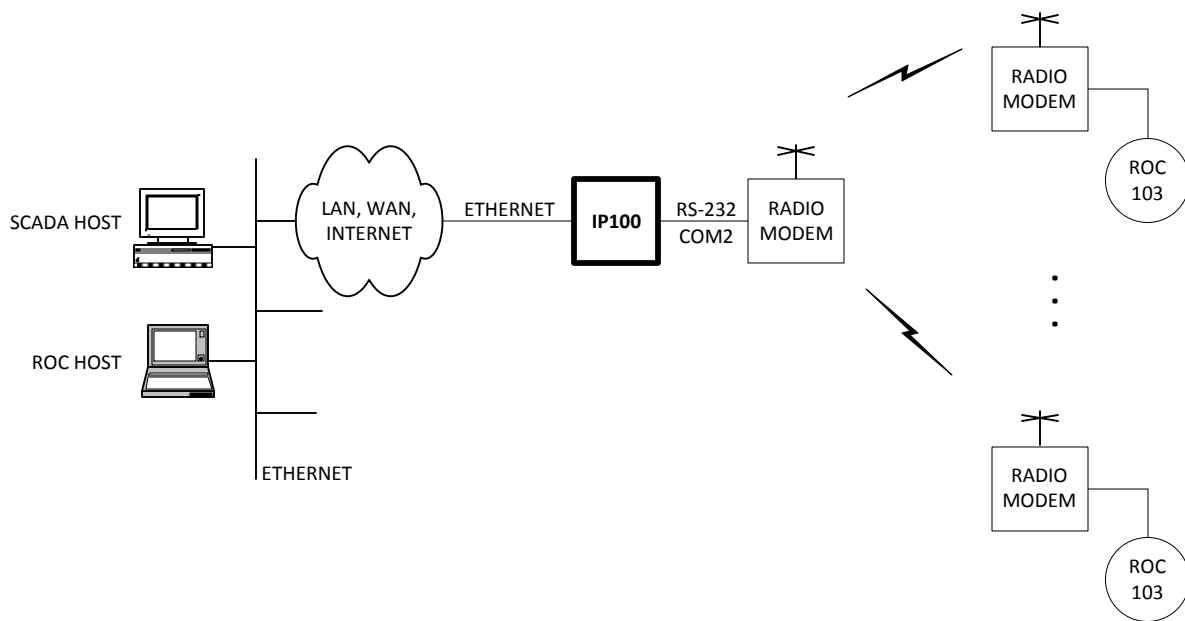 RADIO
MODEM
ROC
103
SCADA HOST
LAN, WAN,
INTERNET
ETHERNET
IP100
RS-232
COM2
RADIO
MODEM
ROC HOST
ETHERNET
RADIO
MODEM
ROC
103